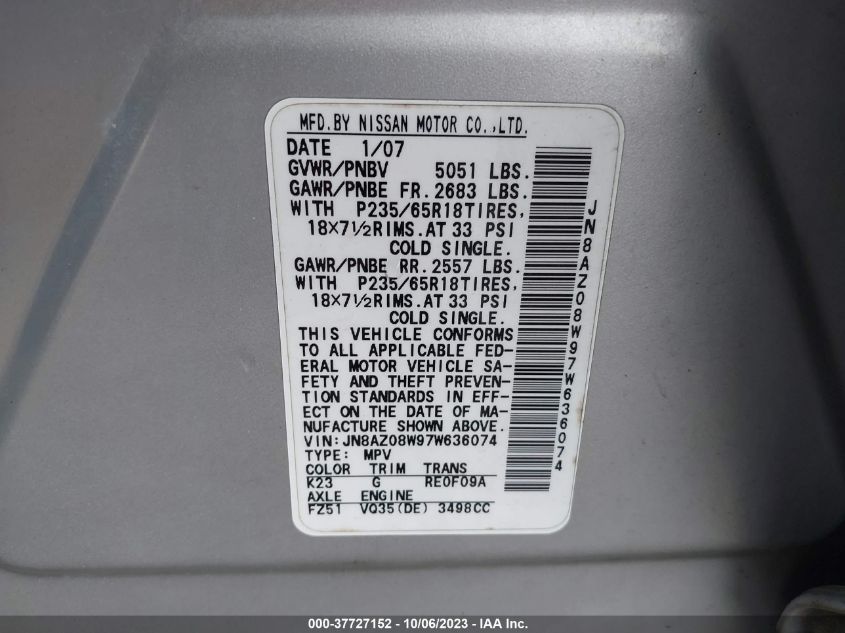 MFD.BY NISSAN MOTOR CO.,LTD.
DATE 1/07
GVWR/PNBV 5051 LBS.
GAWR/PNBE FR. 2683 LBS.
WITH P235/65R18TIRES,
18×7½RIMS.AT 33 PSI
COLD SINGLE.
GAWR/PNBE RR. 2557 LBS.
WITH P235/65R18TIRES,
18×7½RIMS.AT 33 PSI
COLD SINGLE.
THIS VEHICLE CONFORMS
TO ALL APPLICABLE FED-
ERAL MOTOR VEHICLE SA-
FETY AND THEFT PREVEN-
TION STANDARDS IN EFF-
ECT ON THE DATE OF MA-
NUFACTURE SHOWN ABOVE.
VIN:JN8AZ08W97W636074
TYPE: MPV
COLOR TRIM TRANS
K23 G RE0F09A
AXLE ENGINE
FZ51 VQ35(DE) 3498CC
JN8AZ08W97W636074
000-37727152 - 10/06/2023 - IAA Inc.